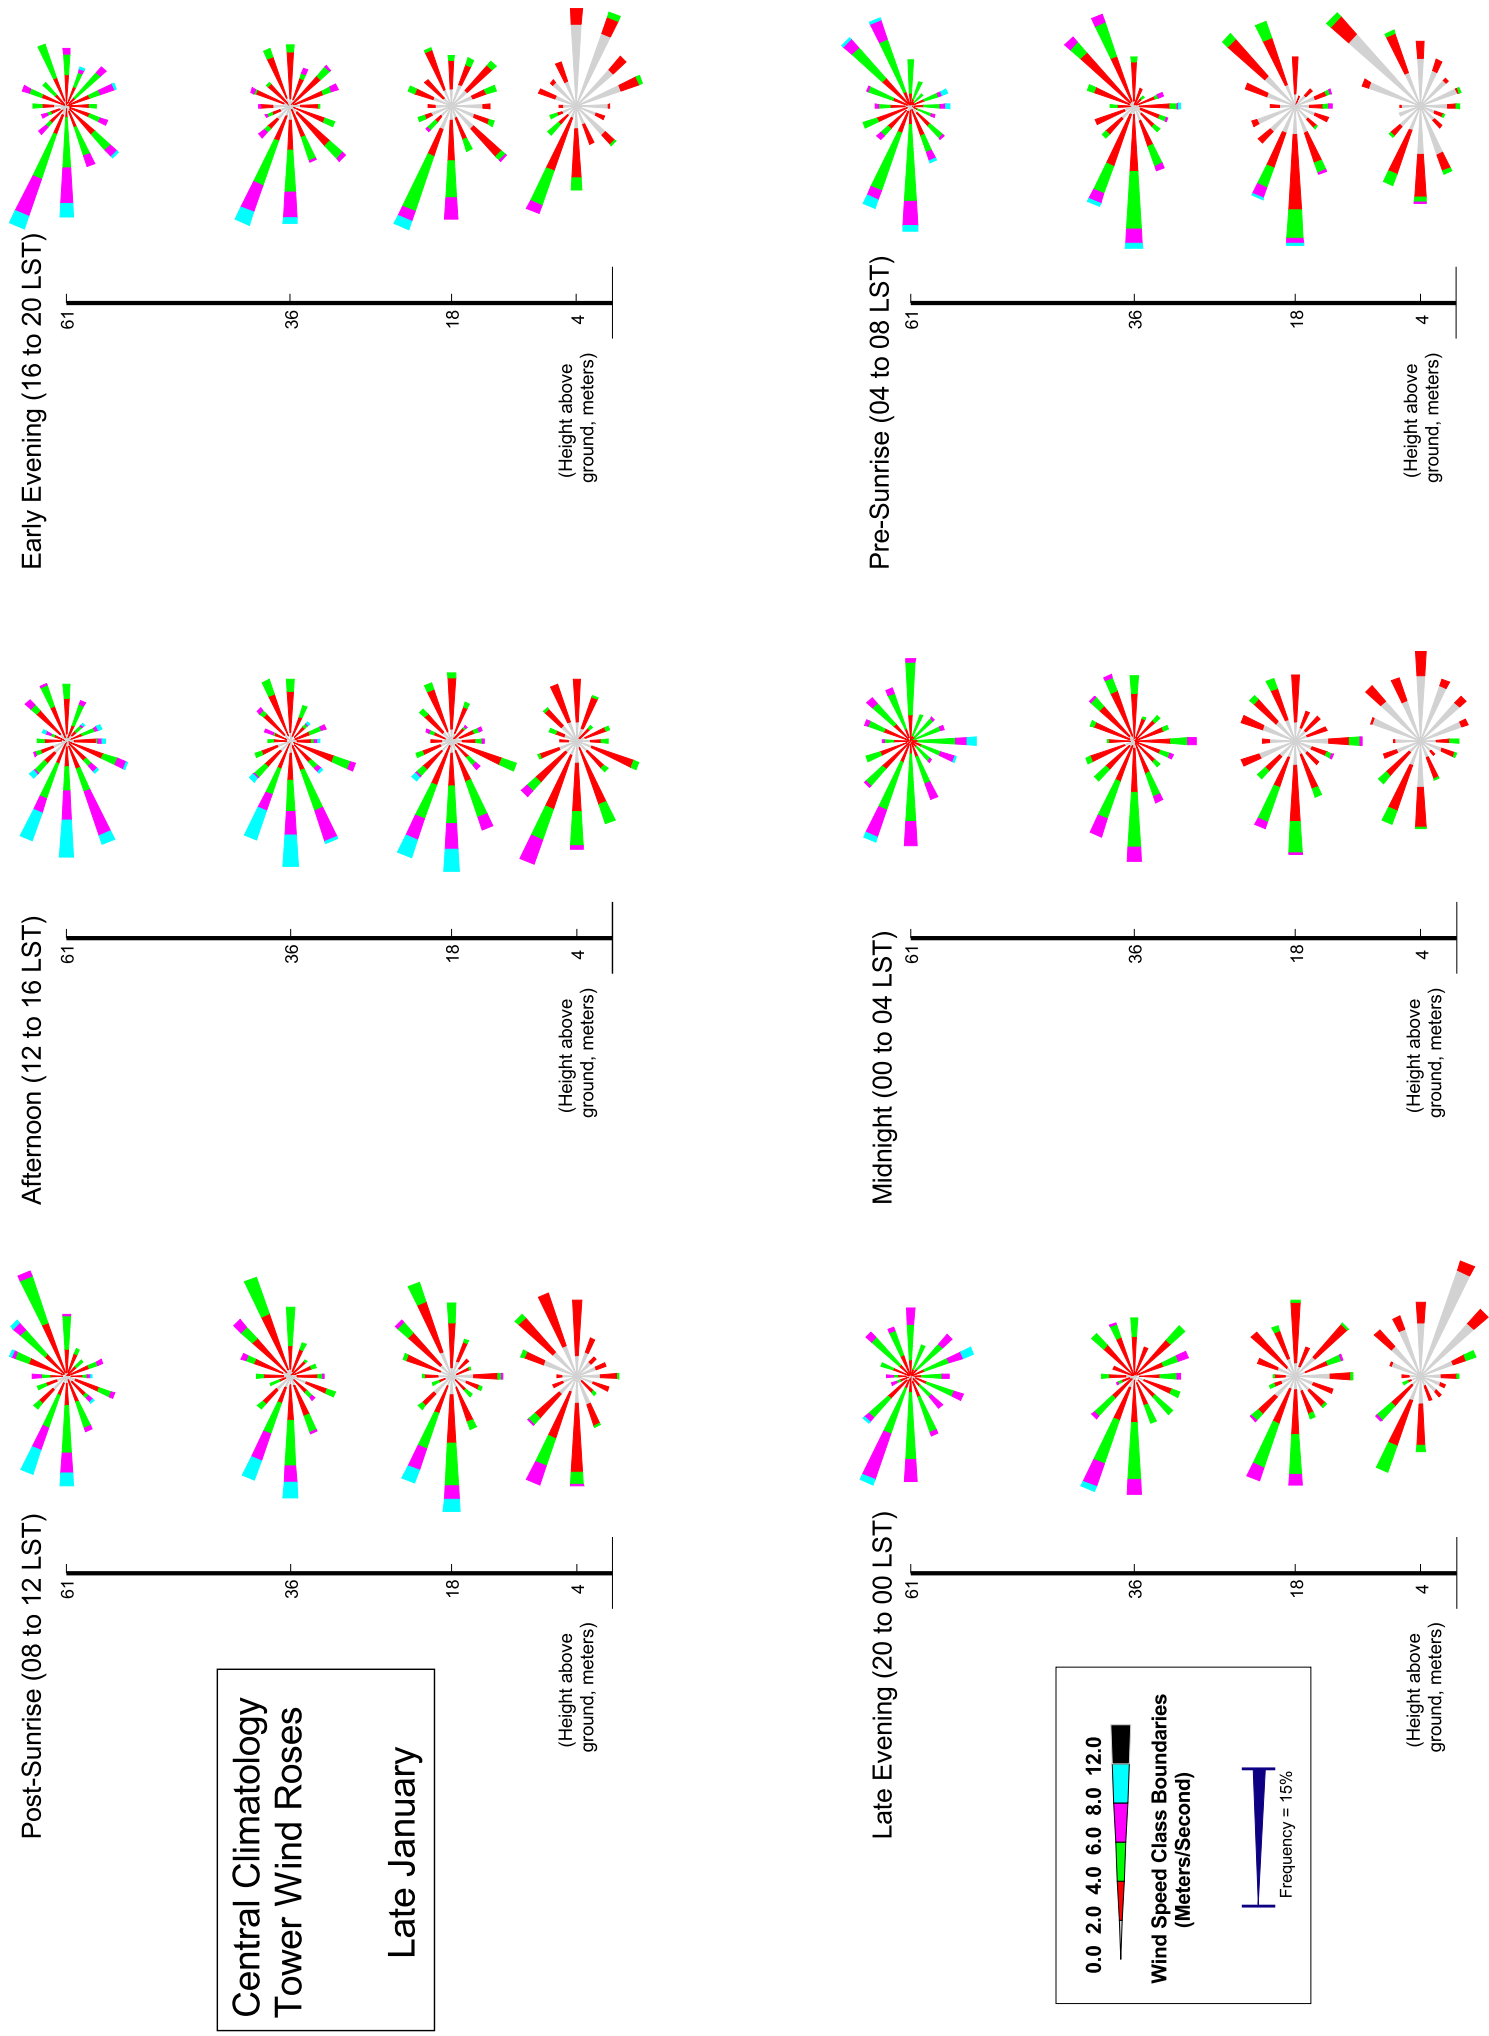 Post-Sunrise (08 to 12 LST)
61
36
18
4
(Height above
ground, meters)
Afternoon (12 to 16 LST)
61
36
18
4
(Height above
ground, meters)
Early Evening (16 to 20 LST)
61
36
18
4
(Height above
ground, meters)
Central Climatology
Tower Wind Roses
Late January
Late Evening (20 to 00 LST)
61
36
18
4
(Height above
ground, meters)
Midnight (00 to 04 LST)
61
36
18
4
(Height above
ground, meters)
Pre-Sunrise (04 to 08 LST)
61
36
18
4
(Height above
ground, meters)
0.0 2.0 4.0 6.0 8.0 12.0
Wind Speed Class Boundaries
(Meters/Second)
Frequency = 15%